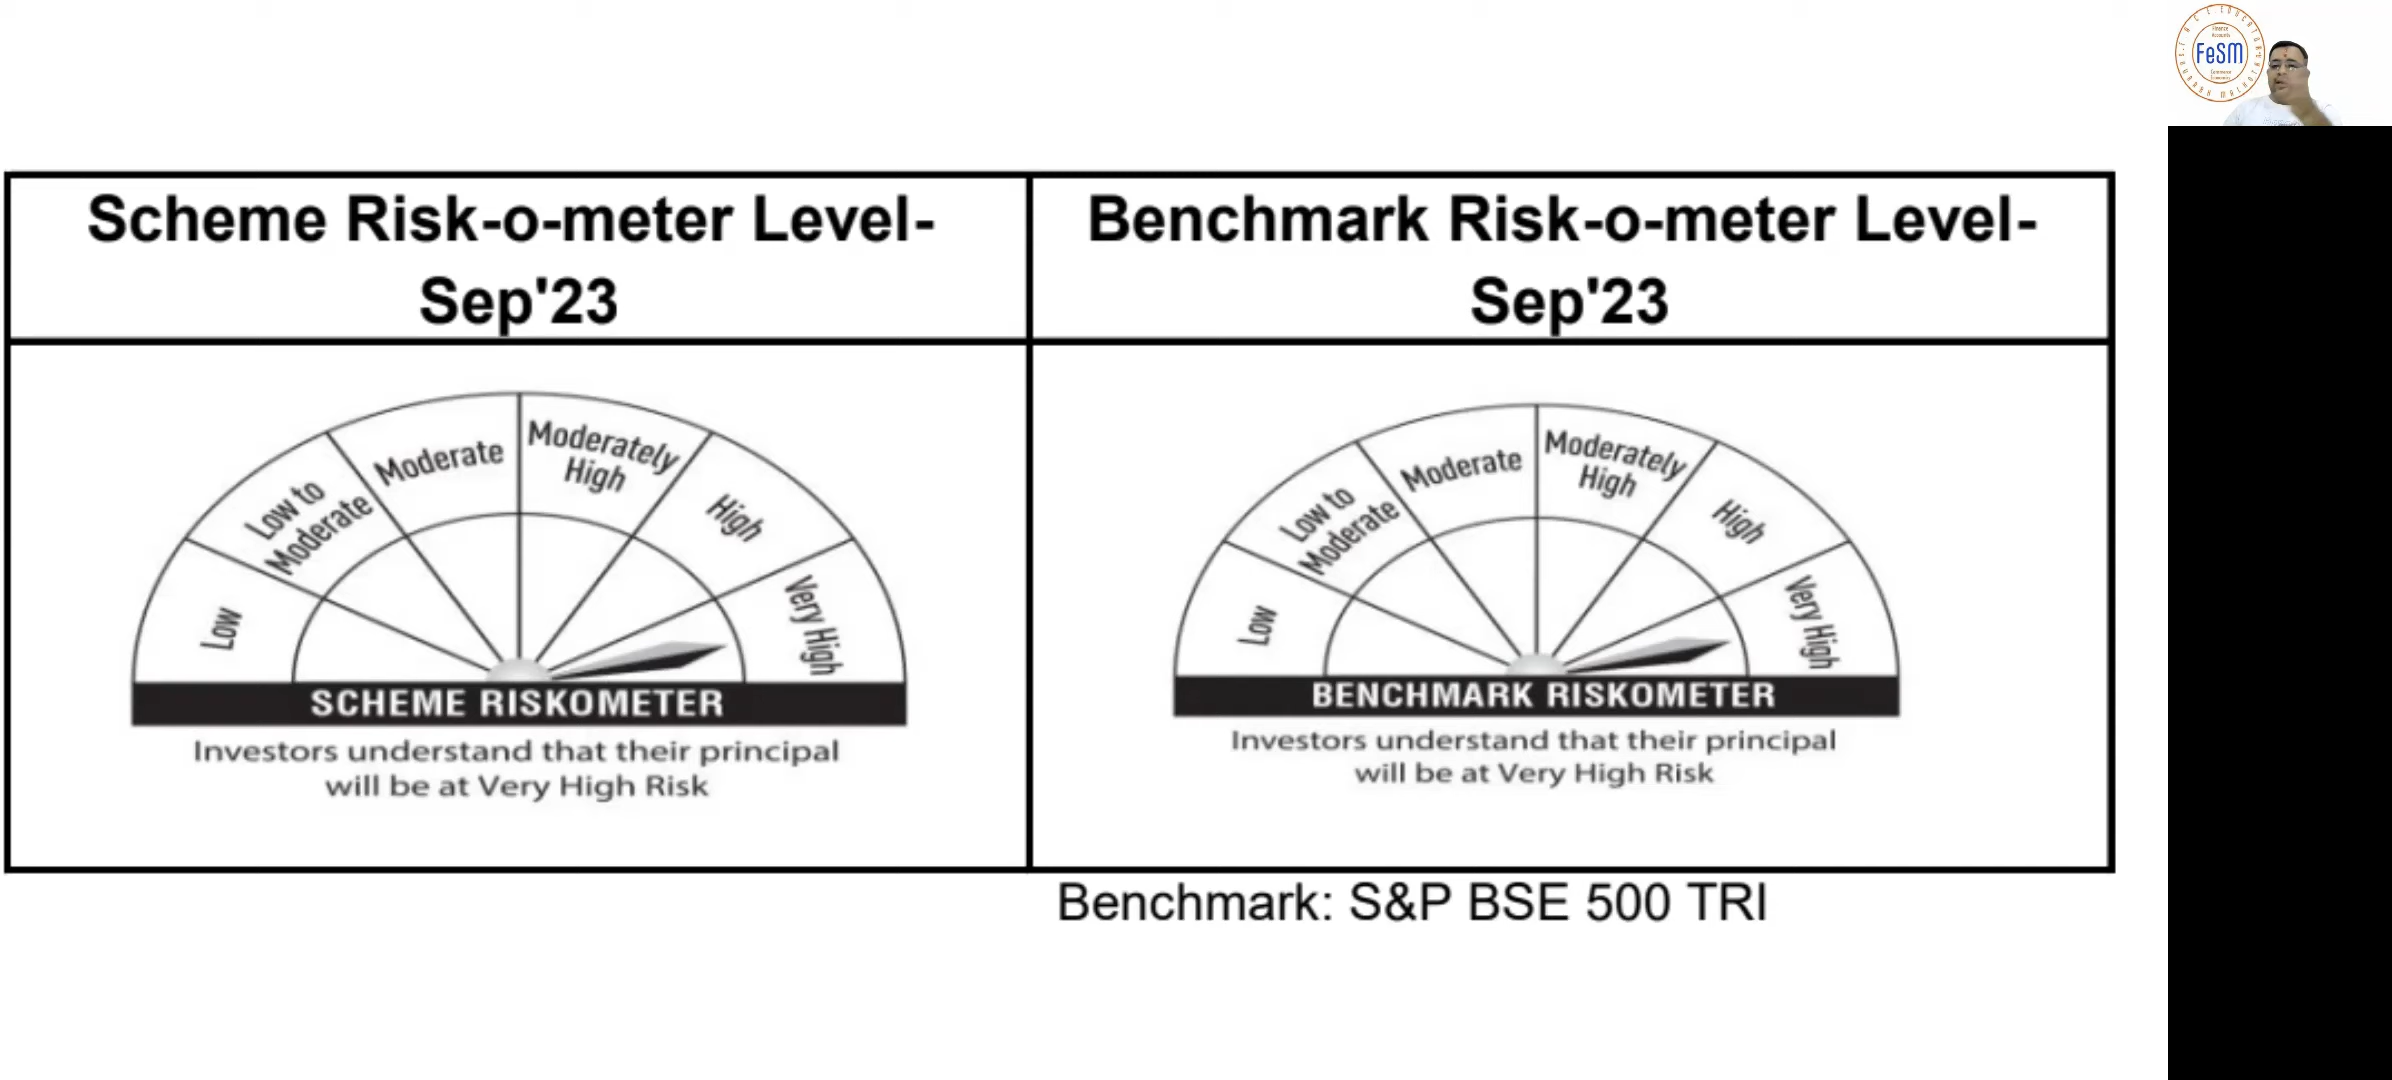 FeSM
Scheme Risk-o-meter Level-
Sep'23
Benchmark Risk-o-meter Level-
Sep'23
Low
Low to
Moderate
Moderate
Moderately
High
High
Very High
SCHEME RISKOMETER
Investors understand that their principal
will be at Very High Risk
Low
Low to
Moderate
Moderate
Moderately
High
High
Very High
BENCHMARK RISKOMETER
Investors understand that their principal
will be at Very High Risk
Benchmark: S&P BSE 500 TRI